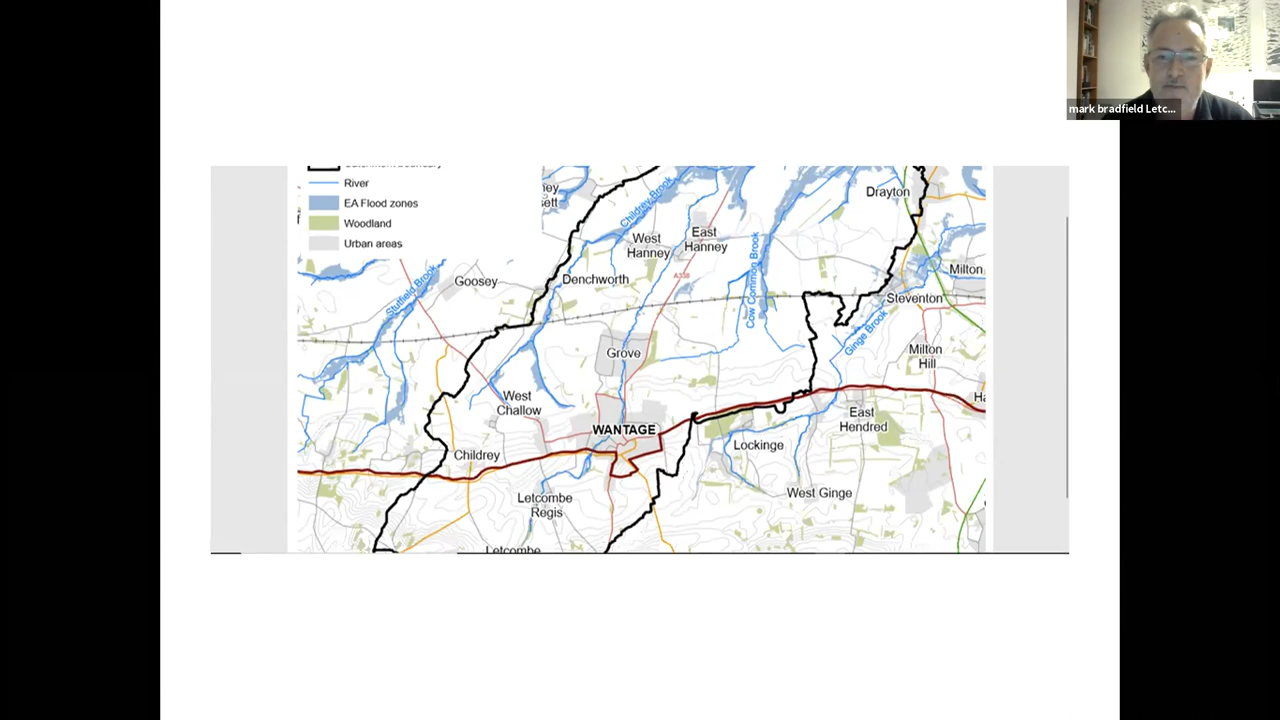 mark bradfield Letc...
River
EA Flood zones
Woodland
Urban areas
Childrey Brook
Drayton
West
Hanney
East
Hanney
Stutfield Brook
Goosey
Denchworth
A338
Cow Common Brook
Milton
Steventon
Ginge Brook
Grove
Milton
Hill
West
Challow
East
Hendred
WANTAGE
Lockinge
Childrey
West Ginge
Letcombe
Regis
Letcombe